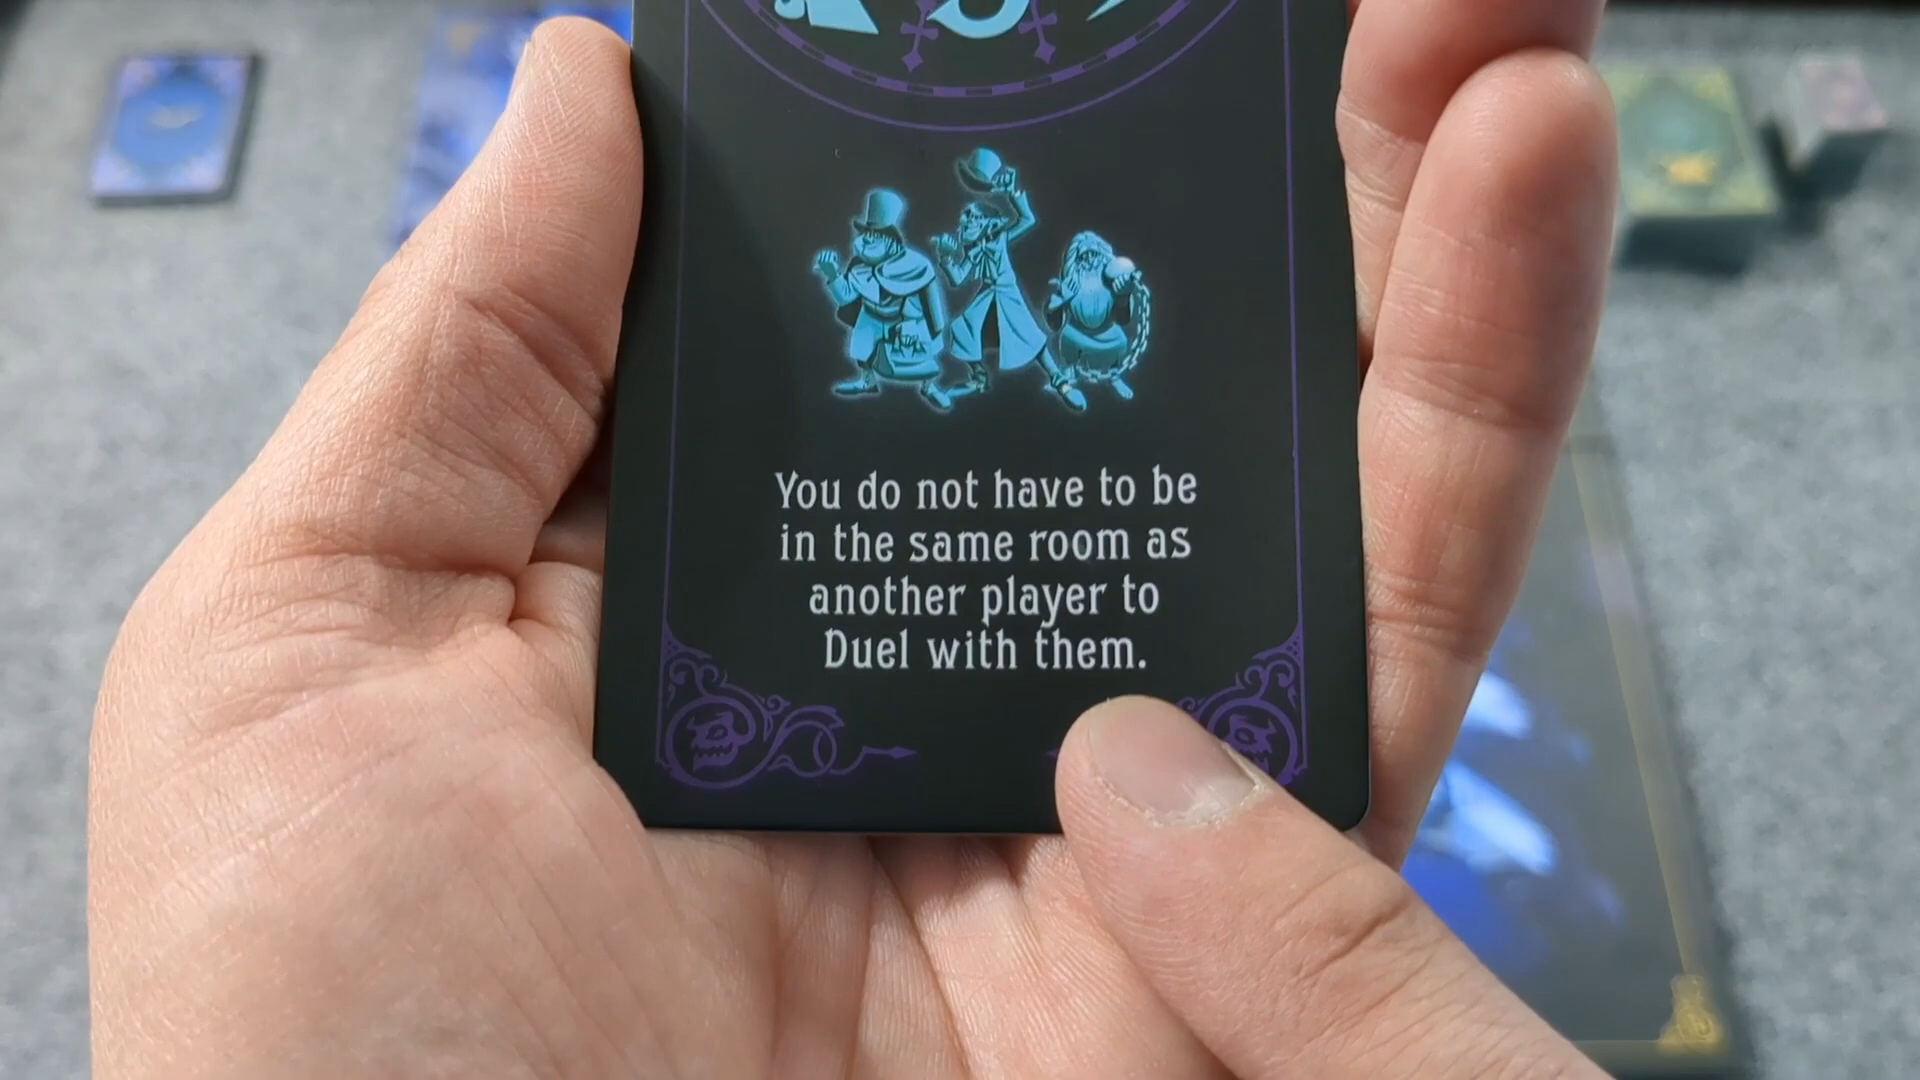 You do not have to be
in the same room as
another player to
Duel with them.